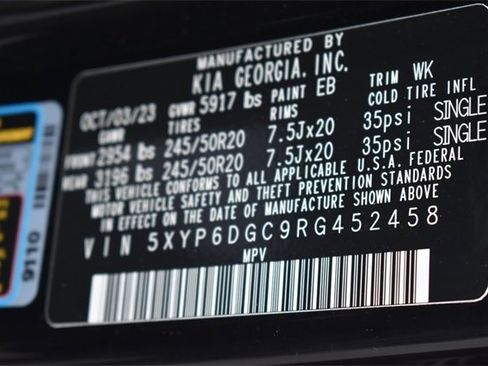 MANUFACTURED BY
KIA GEORGIA, INC.
OCT/03/23 GVWR 5917 lbs PAINT EB TRIM WK
GAWR TIRES RIMS COLD TIRE INFL
FRONT 2954 lbs 245/50R20 7.5Jx20 35psi SINGLE
REAR 3196 lbs 245/50R20 7.5Jx20 35psi SINGLE
THIS VEHICLE CONFORMS TO ALL APPLICABLE U.S.A. FEDERAL
MOTOR VEHICLE SAFETY AND THEFT PREVENTION STANDARDS
IN EFFECT ON THE DATE OF MANUFACTURE SHOWN ABOVE
VIN 5XYP6DGC9RG452458
MPV
9110